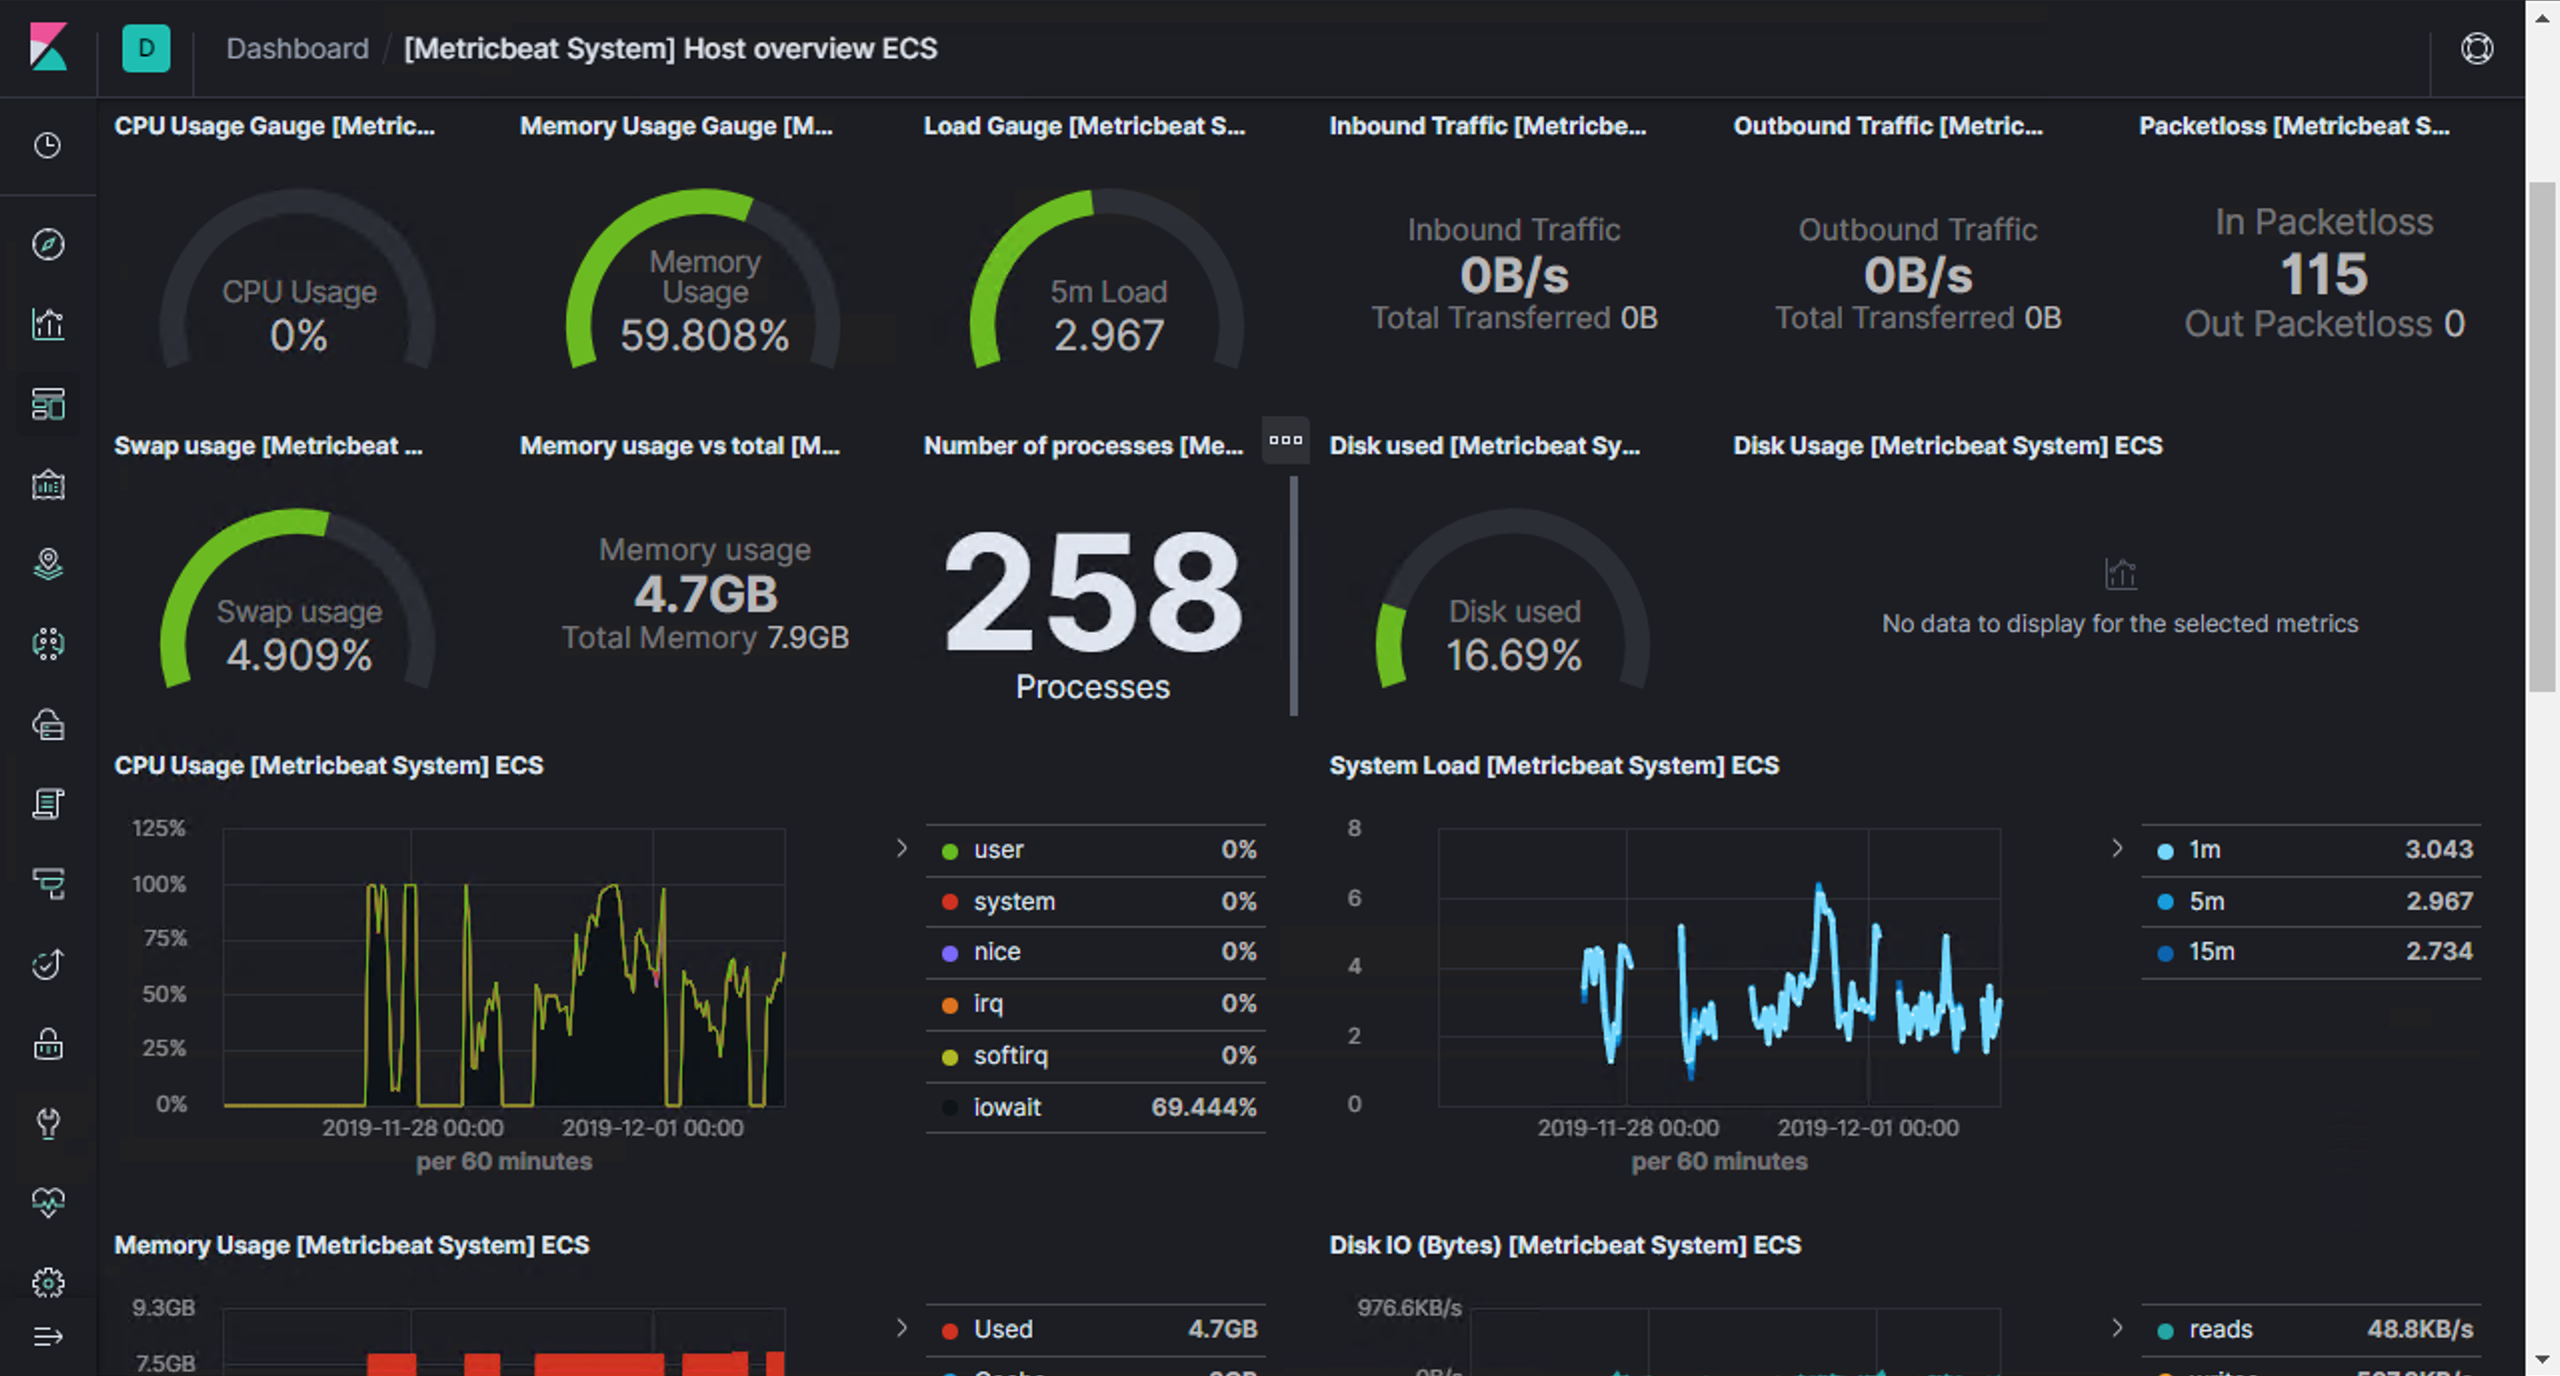 D
Dashboard / [Metricbeat System] Host overview ECS
CPU Usage Gauge [Metric...
CPU Usage
0%
Memory Usage Gauge [M...
Memory
Usage
59.808%
Load Gauge [Metricbeat S...
5m Load
2.967
Inbound Traffic [Metricbe...
Inbound Traffic
0B/s
Total Transferred 0B
Outbound Traffic [Metric...
Outbound Traffic
0B/s
Total Transferred 0B
Packetloss [Metricbeat S...
In Packetloss
115
Out Packetloss 0
Swap usage [Metricbeat ...
Swap usage
4.909%
Memory usage vs total [M...
Memory usage
4.7GB
Total Memory 7.9GB
Number of processes [Me...
258
Processes
Disk used [Metricbeat Sy...
Disk used
16.69%
Disk Usage [Metricbeat System] ECS
No data to display for the selected metrics
CPU Usage [Metricbeat System] ECS
125%
100%
75%
50%
25%
0%
2019-11-28 00:00
2019-12-01 00:00
per 60 minutes
user 0%
system 0%
nice 0%
irq 0%
softirq 0%
iowait 69.444%
System Load [Metricbeat System] ECS
8
6
4
2
0
2019-11-28 00:00
2019-12-01 00:00
per 60 minutes
1m 3.043
5m 2.967
15m 2.734
Memory Usage [Metricbeat System] ECS
9.3GB
7.5GB
Used 4.7GB
Disk IO (Bytes) [Metricbeat System] ECS
976.6KB/s
reads 48.8KB/s